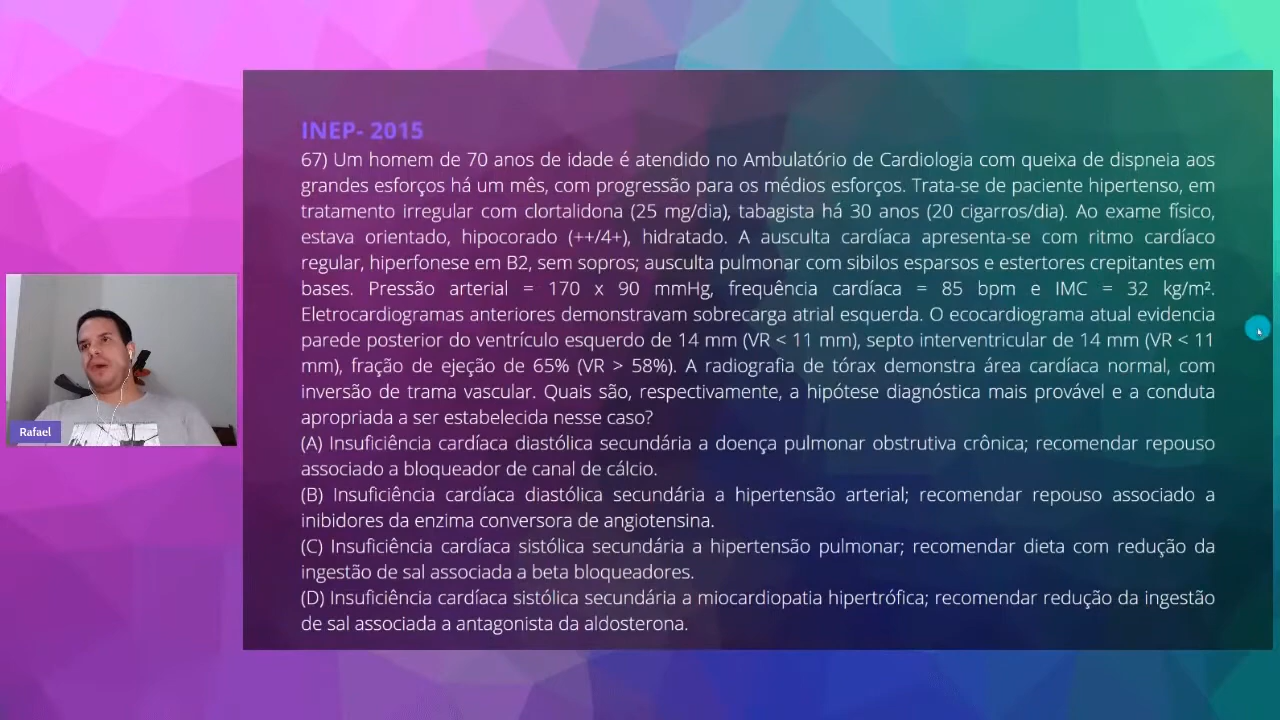 INEP- 2015
67) Um homem de 70 anos de idade é atendido no Ambulatório de Cardiologia com queixa de dispneia aos
grandes esforços há um mês, com progressão para os médios esforços. Trata-se de paciente hipertenso, em
tratamento irregular com clortalidona (25 mg/dia), tabagista há 30 anos (20 cigarros/dia). Ao exame físico,
estava orientado, hipocorado (++/4+), hidratado. A ausculta cardíaca apresenta-se com ritmo cardíaco
regular, hiperfonese em B2, sem sopros; ausculta pulmonar com sibilos esparsos e estertores crepitantes em
bases. Pressão arterial = 170 x 90 mmHg, frequência cardíaca = 85 bpm e IMC = 32 kg/m².
Eletrocardiogramas anteriores demonstravam sobrecarga atrial esquerda. O ecocardiograma atual evidencia
parede posterior do ventrículo esquerdo de 14 mm (VR < 11 mm), septo interventricular de 14 mm (VR < 11
mm), fração de ejeção de 65% (VR > 58%). A radiografia de tórax demonstra área cardíaca normal, com
inversão de trama vascular. Quais são, respectivamente, a hipótese diagnóstica mais provável e a conduta
apropriada a ser estabelecida nesse caso?
(A) Insuficiência cardíaca diastólica secundária a doença pulmonar obstrutiva crônica; recomendar repouso
associado a bloqueador de canal de cálcio.
(B) Insuficiência cardíaca diastólica secundária a hipertensão arterial; recomendar repouso associado a
inibidores da enzima conversora de angiotensina.
(C) Insuficiência cardíaca sistólica secundária a hipertensão pulmonar; recomendar dieta com redução da
ingestão de sal associada a beta bloqueadores.
(D) Insuficiência cardíaca sistólica secundária a miocardiopatia hipertrófica; recomendar redução da ingestão
de sal associada a antagonista da aldosterona.
Rafael